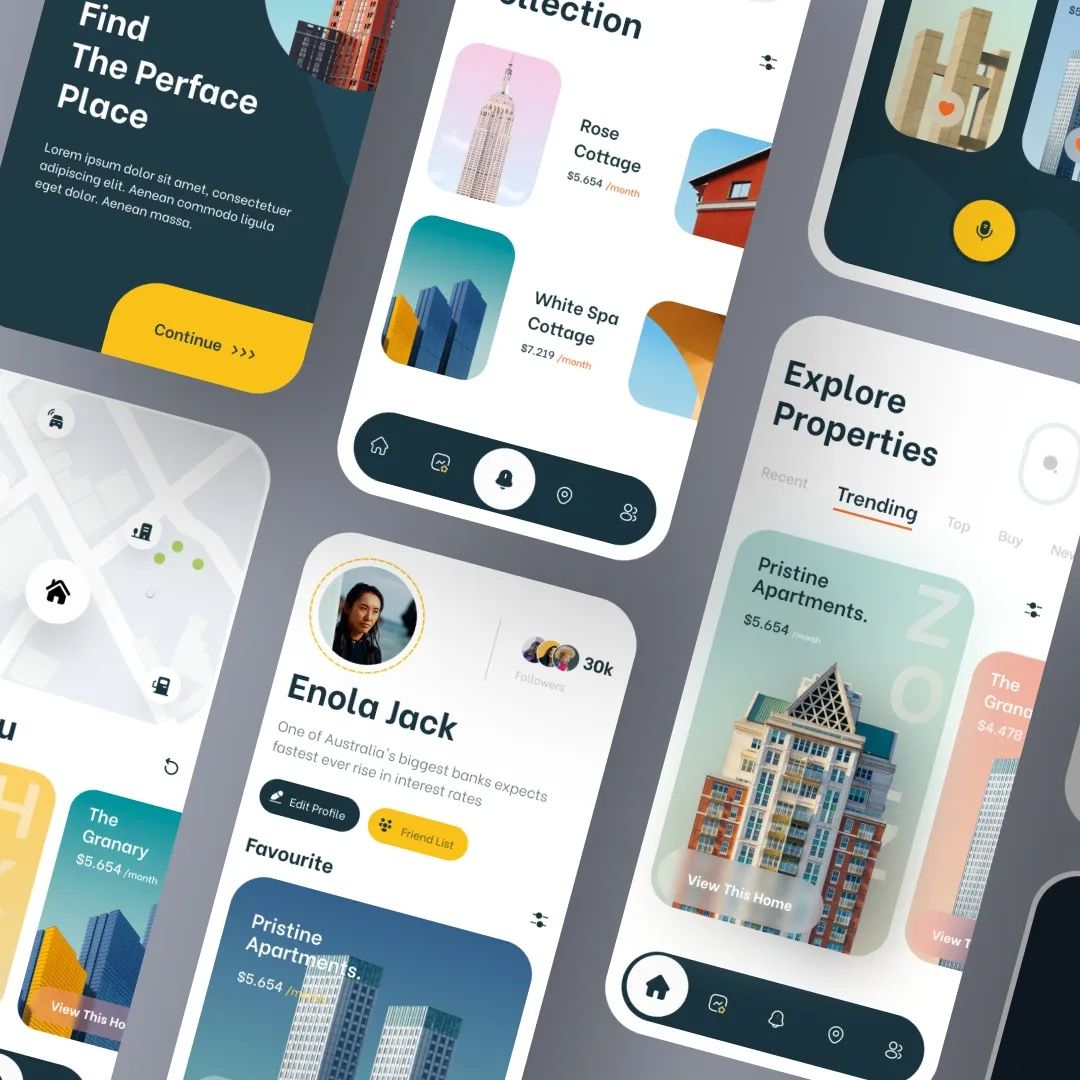 Find
The Perface
Place
Lorem ipsum dolor sit amet, consectetuer
adipiscing elit. Aenean commodo ligula
eget dolor. Aenean massa.
Continue >>>
ollection
Rose
Cottage
$5.654 /month
White Spa
Cottage
$7.219 /month
Explore
Properties
Recent
Trending
Top
Buy
New
Pristine
Apartments.
$5.654 /month
ZO
View This Home
The
Grana
$4.478
View T
Enola Jack
30k
Followers
One of Australia's biggest banks expects
fastest ever rise in interest rates
Edit Profile
Friend List
Favourite
Pristine
Apartments.
$5.654 /month
u
H
The
Granary
$5.654 /month
View This Ho